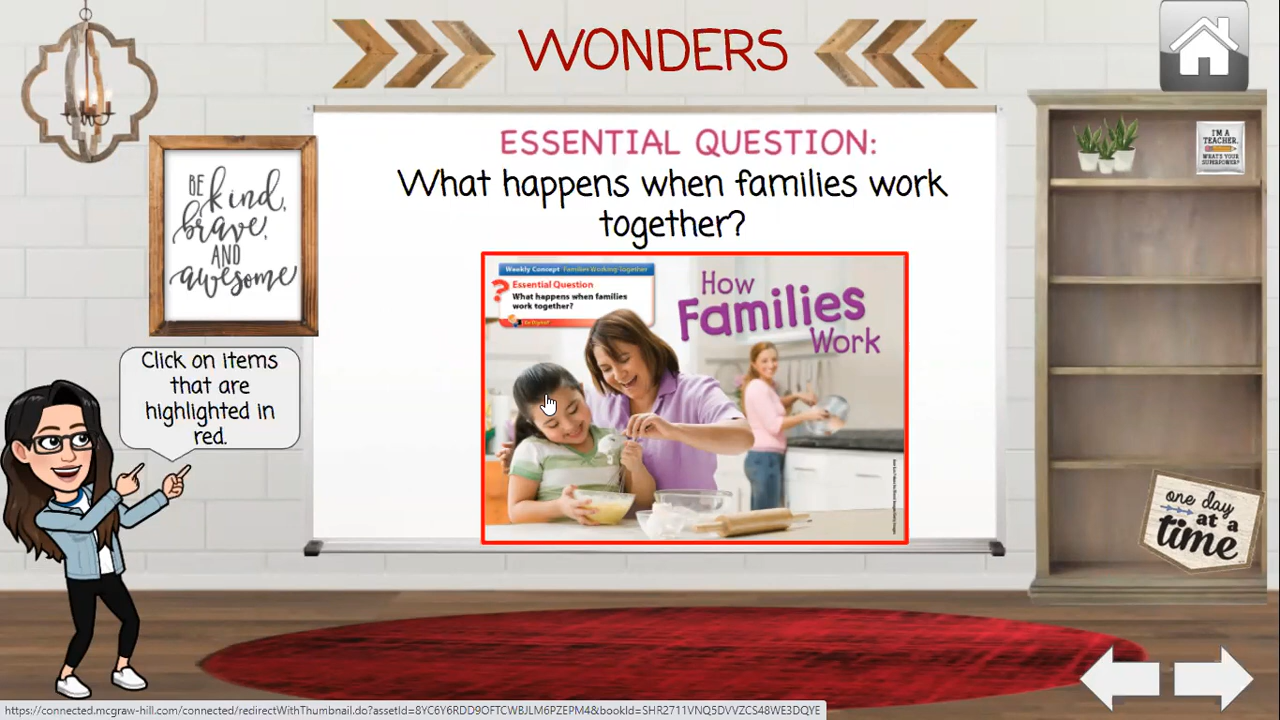 WONDERS
ESSENTIAL QUESTION:
What happens when families work
together?
BE
kind,
brave,
AND
awesome
Click on items
that are
highlighted in
red.
Weekly Concept Families Working Together
Essential Question
What happens when families
work together?
Go Digital!
How
Families
Work
I'M A
TEACHER.
WHAT'S YOUR
SUPERPOWER?
one day
at a
time
https://connected.mcgraw-hill.com/connected/redirectWithThumbnail.do?assetId=8YC6Y6RDD9OFTCWBJLM6PZEPM4&bookId=SHR2711VNQ5DVVZCS48WE3DQYE